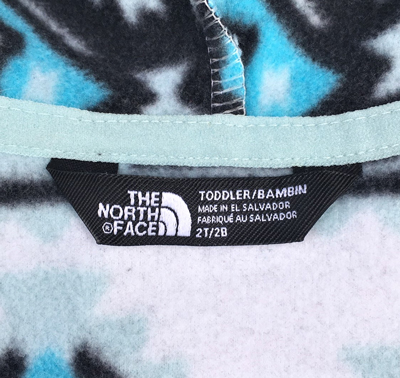 THE
NORTH
®FACE
TODDLER/BAMBIN
MADE IN EL SALVADOR
FABRIQUÉ AU SALVADOR
2T/2B